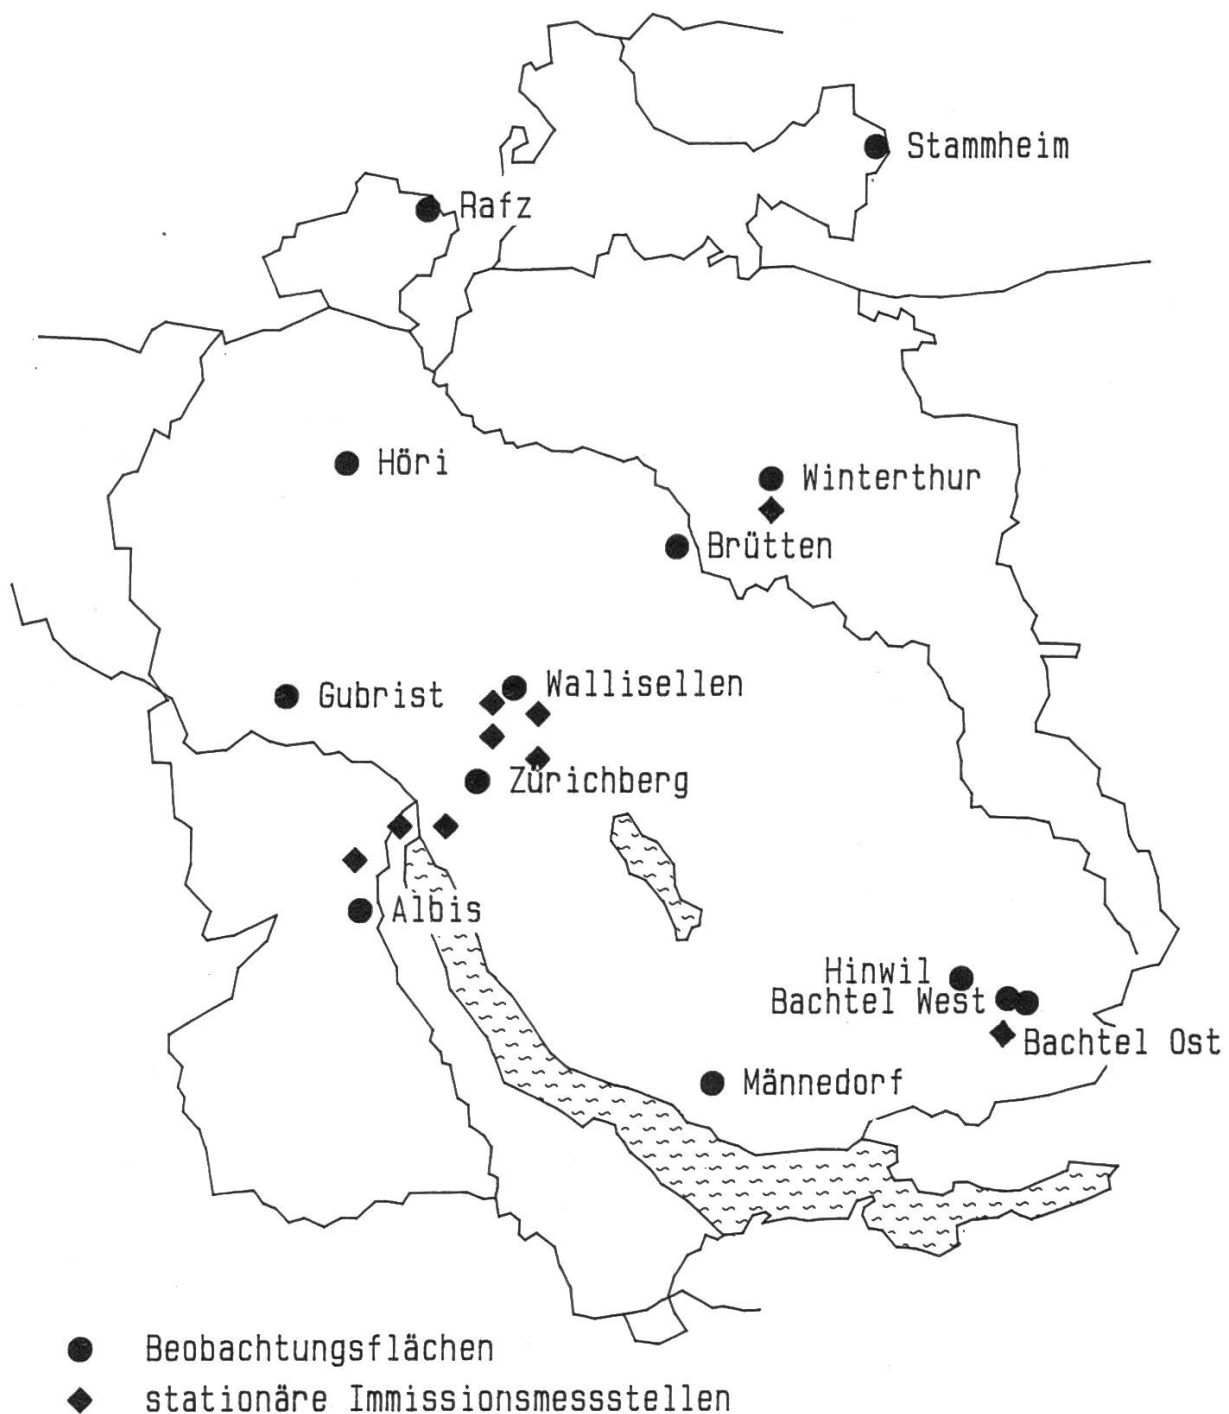 Stammheim
Rafz
Höri
Winterthur
Brütten
Wallisellen
Gubrist
Zürichberg
Albis
Hinwil
Bachtel West
Bachtel Ost
Männedorf
Beobachtungsflächen
stationäre Immissionsmessstellen